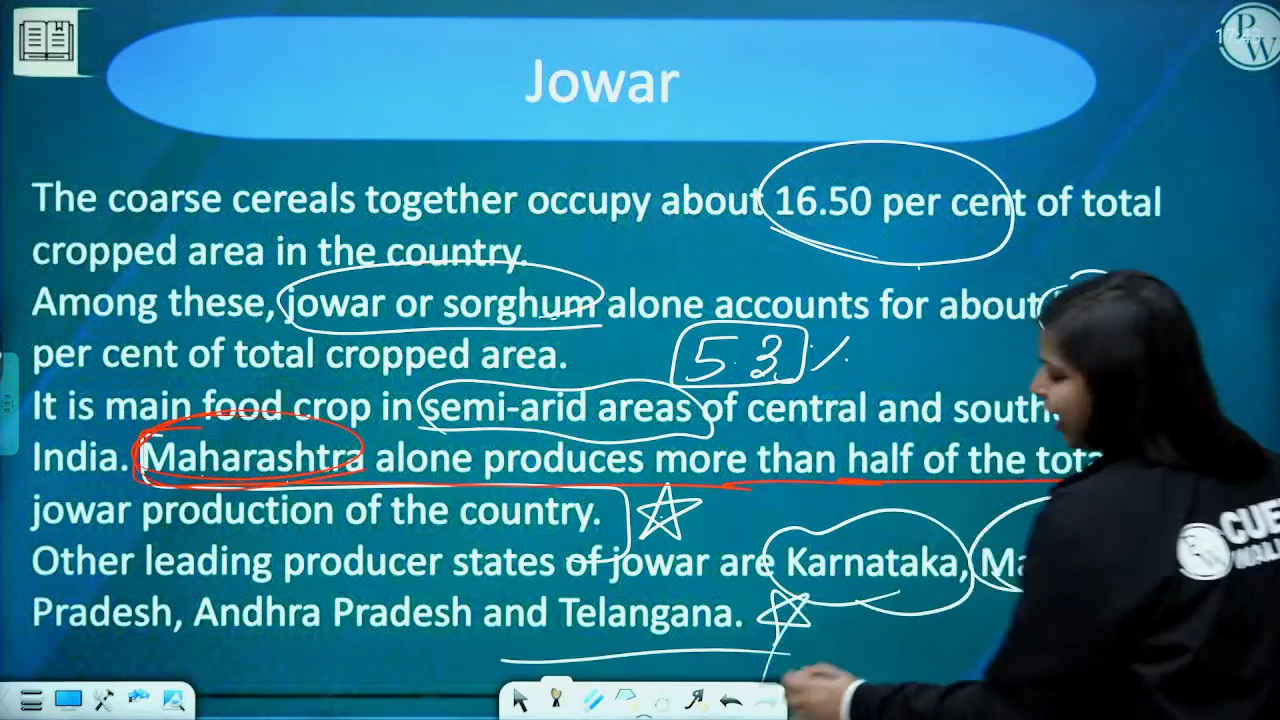 Jowar
PW
17:43
The coarse cereals together occupy about 16.50 per cent of total
cropped area in the country.
Among these, jowar or sorghum alone accounts for about
per cent of total cropped area.
5.3 %
It is main food crop in semi-arid areas of central and south
India. Maharashtra alone produces more than half of the tot
jowar production of the country.
Other leading producer states of jowar are Karnataka, Ma
Pradesh, Andhra Pradesh and Telangana.
CUE